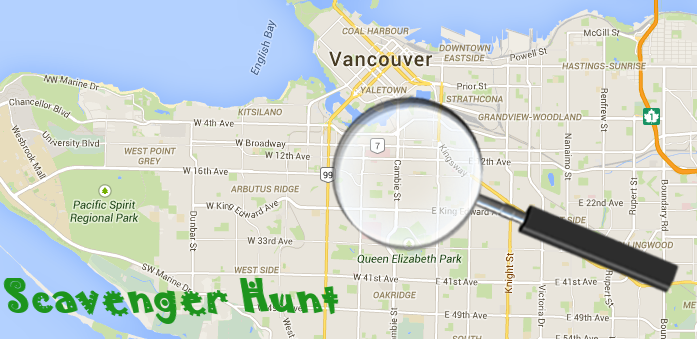 English Bay
COAL HARBOUR
Vancouver
DOWNTOWN
EASTSIDE
Powell St
McGill St
HASTINGS-SUNRISE
NW Marine Dr
Chancellor Blvd
YALETOWN
Prior St
STRATHCONA
KITSILANO
W 4th Ave
GRANDVIEW-WOODLAND
1
Renfrew St
University Blvd
W Broadway
WEST POINT
GREY
W 12th Ave
7
Kingsway
12th Ave
Nanaimo St
Wesbrook Mall
W 16th Ave
99
Cambie St
ARBUTUS RIDGE
Pacific Spirit
Regional Park
Dunbar St
W King Edward Ave
E King Edward Ave
E 22nd Ave
Rupert St
Boundary Rd
SIDE
W 33rd Ave
LINGWOOD
Queen Elizabeth Park
SW Marine Dr
WEST SIDE
W 41st Ave
E 41st Ave
Knight St
Victoria Dr
Rupert
OAKRIDGE
Scavenger Hunt
49th Ave
E 49th Ave
E 54th Ave
West